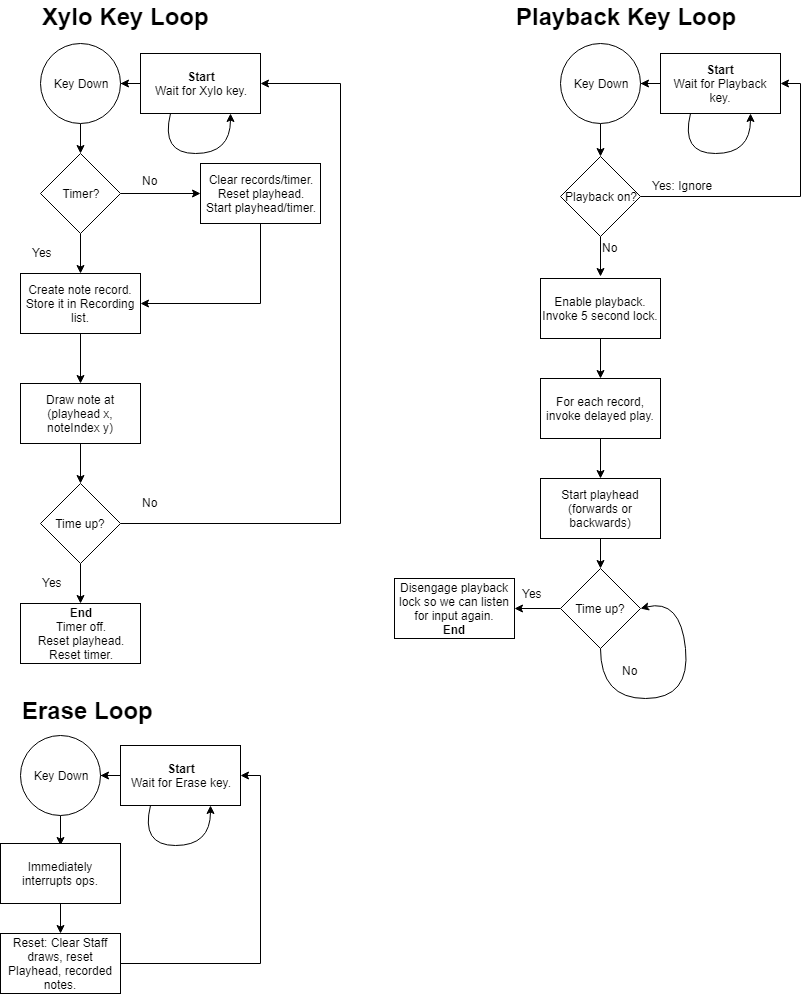 Xylo Key Loop
Start
Wait for Xylo key.
Key Down
Timer?
No
Clear records/timer.
Reset playhead.
Start playhead/timer.
Yes
Create note record.
Store it in Recording
list.
Draw note at
(playhead x,
noteIndex y)
Time up?
No
Yes
End
Timer off.
Reset playhead.
Reset timer.
Playback Key Loop
Start
Wait for Playback
key.
Key Down
Playback on?
Yes: Ignore
No
Enable playback.
Invoke 5 second lock.
For each record,
invoke delayed play.
Start playhead
(forwards or
backwards)
Time up?
No
Yes
Disengage playback
lock so we can listen
for input again.
End
Erase Loop
Start
Wait for Erase key.
Key Down
Immediately
interrupts ops.
Reset: Clear Staff
draws, reset
Playhead, recorded
notes.